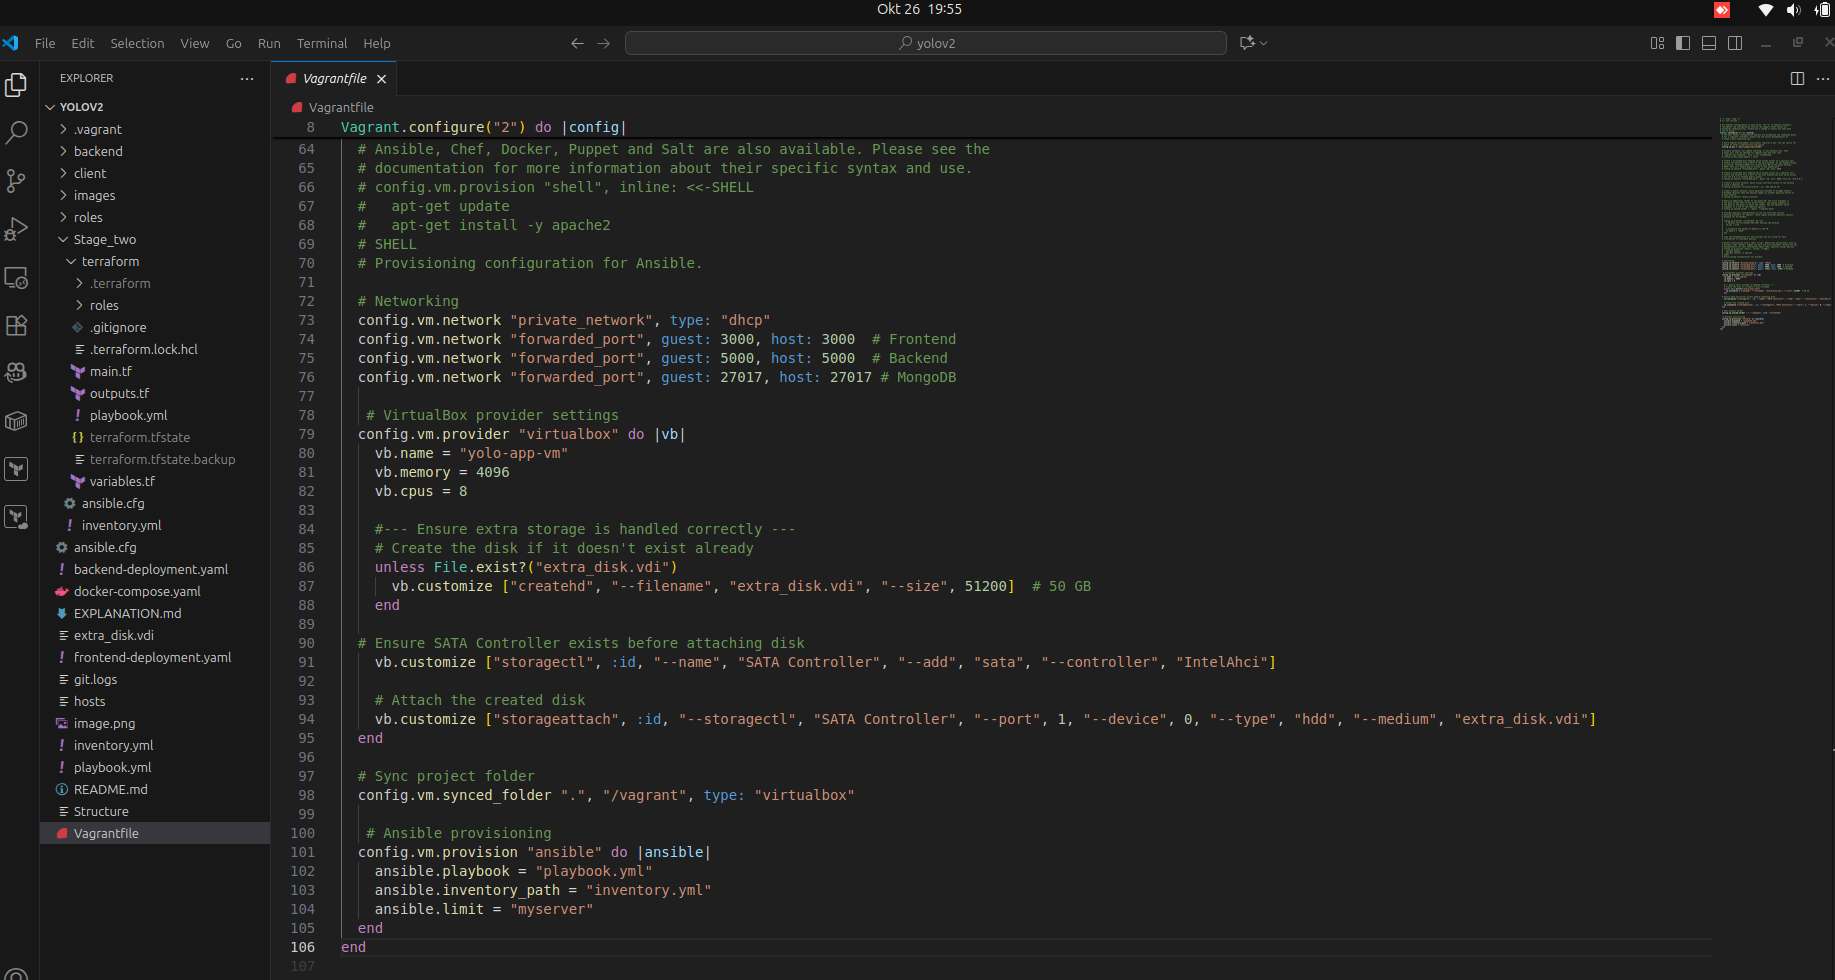 Okt 26 19:55
File Edit Selection View Go Run Terminal Help
yolov2
EXPLORER
YOLOV2
.vagrant
backend
client
images
roles
Stage_two
terraform
.terraform
roles
.gitignore
.terraform.lock.hcl
main.tf
outputs.tf
playbook.yml
terraform.tfstate
terraform.tfstate.backup
variables.tf
ansible.cfg
inventory.yml
ansible.cfg
backend-deployment.yaml
docker-compose.yaml
EXPLANATION.md
extra_disk.vdi
frontend-deployment.yaml
git.logs
hosts
image.png
inventory.yml
playbook.yml
README.md
Structure
Vagrantfile
Vagrantfile
Vagrantfile
8 Vagrant.configure("2") do |config|
64 # Ansible, Chef, Docker, Puppet and Salt are also available. Please see the
65 # documentation for more information about their specific syntax and use.
66 # config.vm.provision "shell", inline: <<-SHELL
67 #   apt-get update
68 #   apt-get install -y apache2
69 # SHELL
70 # Provisioning configuration for Ansible.
71
72 # Networking
73 config.vm.network "private_network", type: "dhcp"
74 config.vm.network "forwarded_port", guest: 3000, host: 3000  # Frontend
75 config.vm.network "forwarded_port", guest: 5000, host: 5000  # Backend
76 config.vm.network "forwarded_port", guest: 27017, host: 27017 # MongoDB
77
78 # VirtualBox provider settings
79 config.vm.provider "virtualbox" do |vb|
80 vb.name = "yolo-app-vm"
81 vb.memory = 4096
82 vb.cpus = 8
83
84 #--- Ensure extra storage is handled correctly ---
85 # Create the disk if it doesn't exist already
86 unless File.exist?("extra_disk.vdi")
87 vb.customize ["createhd", "--filename", "extra_disk.vdi", "--size", 51200]  # 50 GB
88 end
89
90 # Ensure SATA Controller exists before attaching disk
91 vb.customize ["storagectl", :id, "--name", "SATA Controller", "--add", "sata", "--controller", "IntelAhci"]
92
93 # Attach the created disk
94 vb.customize ["storageattach", :id, "--storagectl", "SATA Controller", "--port", 1, "--device", 0, "--type", "hdd", "--medium", "extra_disk.vdi"]
95 end
96
97 # Sync project folder
98 config.vm.synced_folder ".", "/vagrant", type: "virtualbox"
99
100 # Ansible provisioning
101 config.vm.provision "ansible" do |ansible|
102 ansible.playbook = "playbook.yml"
103 ansible.inventory_path = "inventory.yml"
104 ansible.limit = "myserver"
105 end
106 end
107